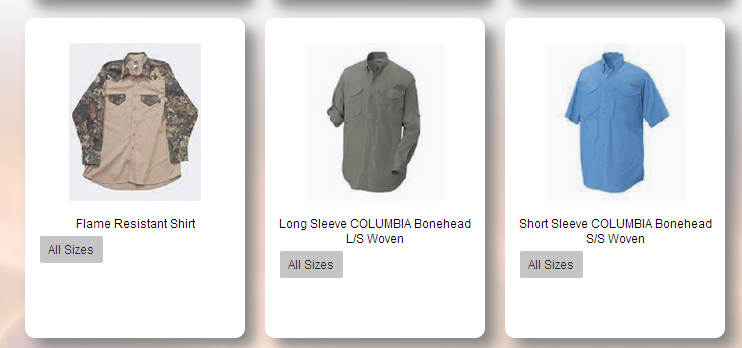 Flame Resistant Shirt
All Sizes
Long Sleeve COLUMBIA Bonehead
L/S Woven
All Sizes
Short Sleeve COLUMBIA Bonehead
S/S Woven
All Sizes